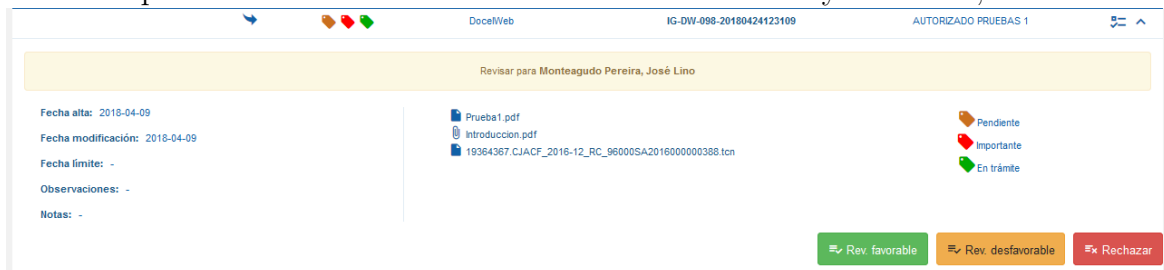 DocelWeb IG-DW-098-20180424123109 AUTORIZADO PRUEBAS 1
Revisar para Monteagudo Pereira, José Lino
Fecha alta: 2018-04-09
Fecha modificación: 2018-04-09
Fecha límite: -
Observaciones: -
Notas: -
Prueba1.pdf
Introduccion.pdf
19364367.CJACF_2016-12_RC_96000SA2016000000388.tcn
Pendiente
Importante
En trámite
Rev. favorable Rev. desfavorable Rechazar